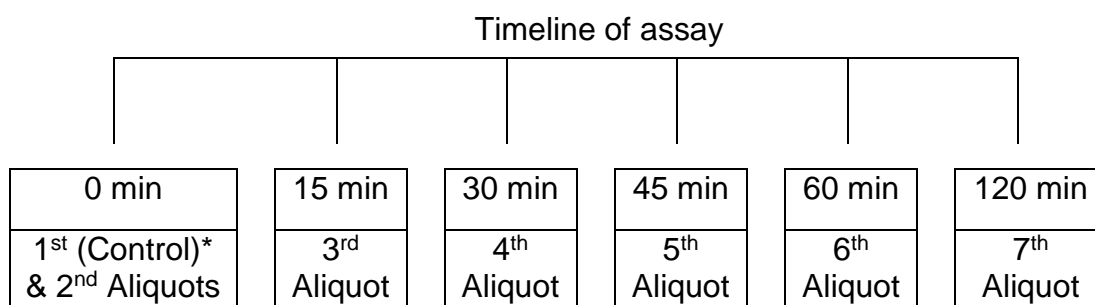 Timeline of assay
0 min
15 min
30 min
45 min
60 min
120 min
1st (Control)*
& 2nd Aliquots
3rd
Aliquot
4th
Aliquot
5th
Aliquot
6th
Aliquot
7th
Aliquot